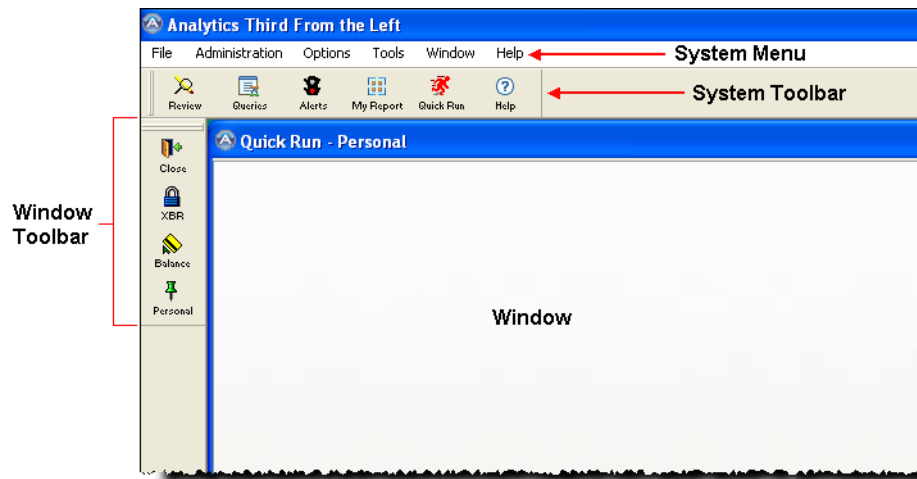 Analytics Third From the Left
File Administration Options Tools Window Help
System Menu
Review Queries Alerts My Report Quick Run Help
System Toolbar
Quick Run - Personal
Close
XBR
Window
Toolbar
Balance
Personal
Window